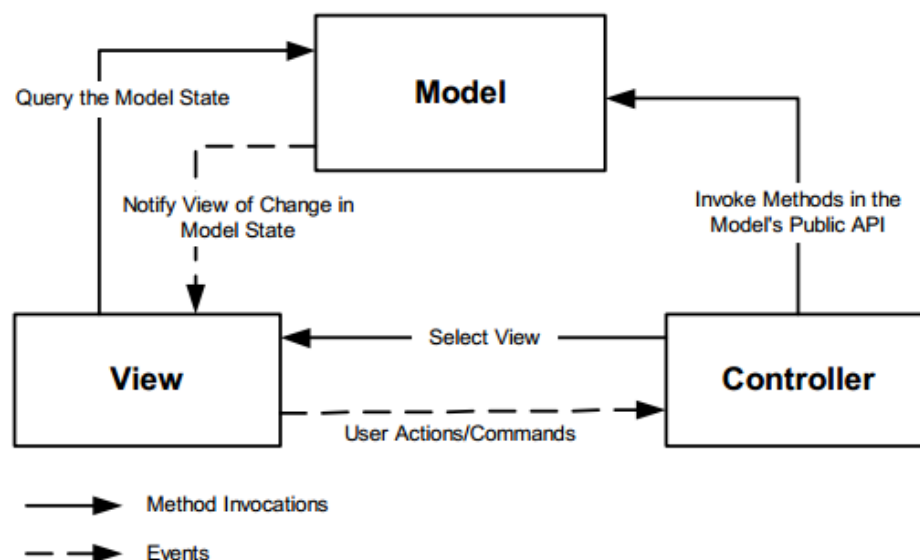 Model
Query the Model State
Notify View of Change in
Model State
Invoke Methods in the
Model's Public API
View
Select View
Controller
User Actions/Commands
Method Invocations
Events